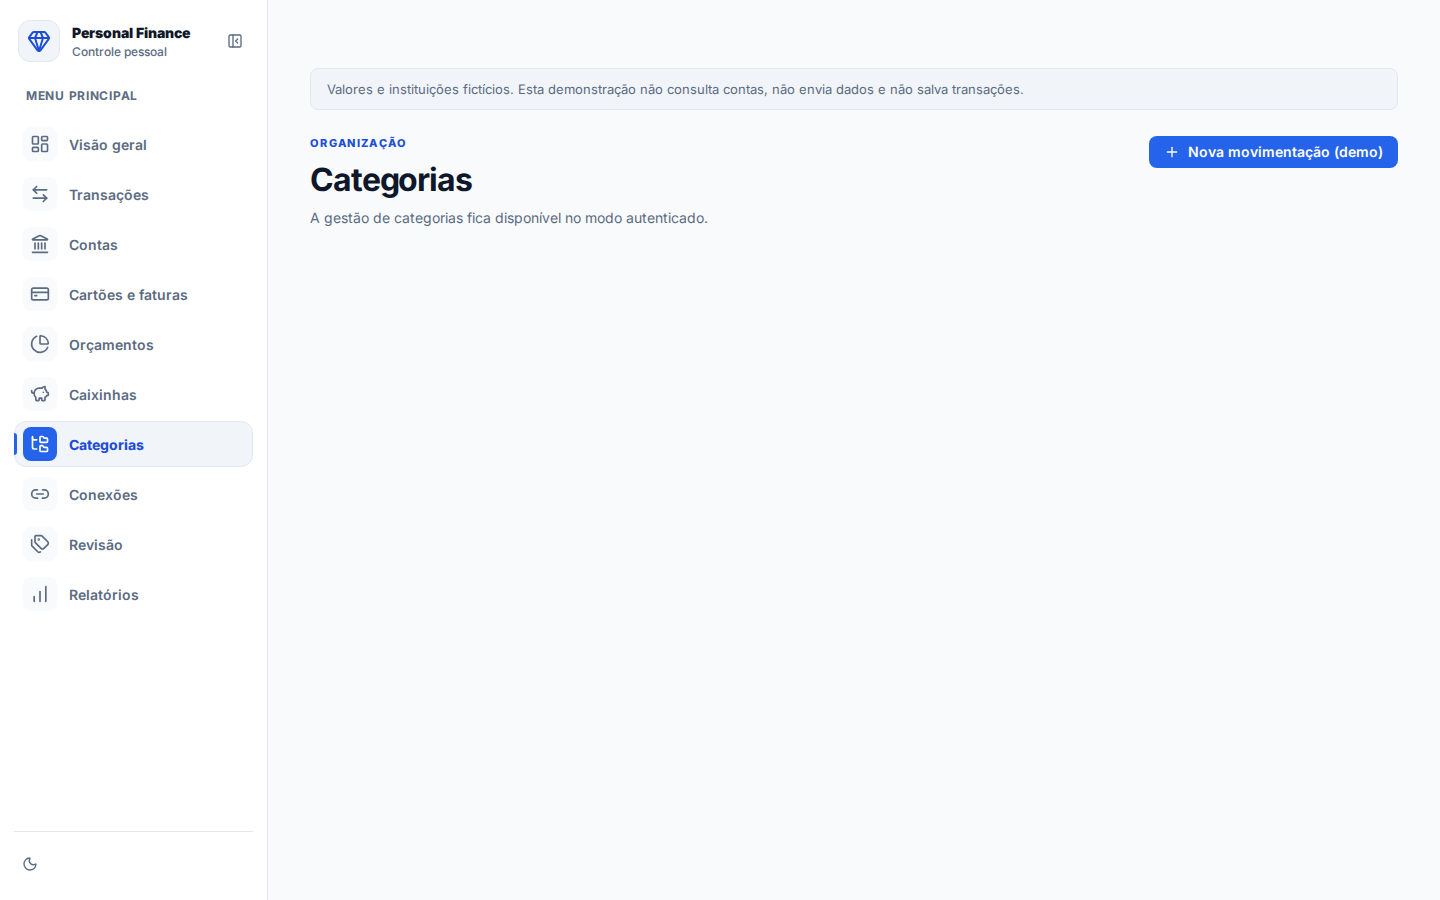 Personal Finance
Controle pessoal
MENU PRINCIPAL
Visão geral
Transações
Contas
Cartões e faturas
Orçamentos
Caixinhas
Categorias
Conexões
Revisão
Relatórios
Valores e instituições fictícios. Esta demonstração não consulta contas, não envia dados e não salva transações.
ORGANIZAÇÃO
Categorias
A gestão de categorias fica disponível no modo autenticado.
Nova movimentação (demo)